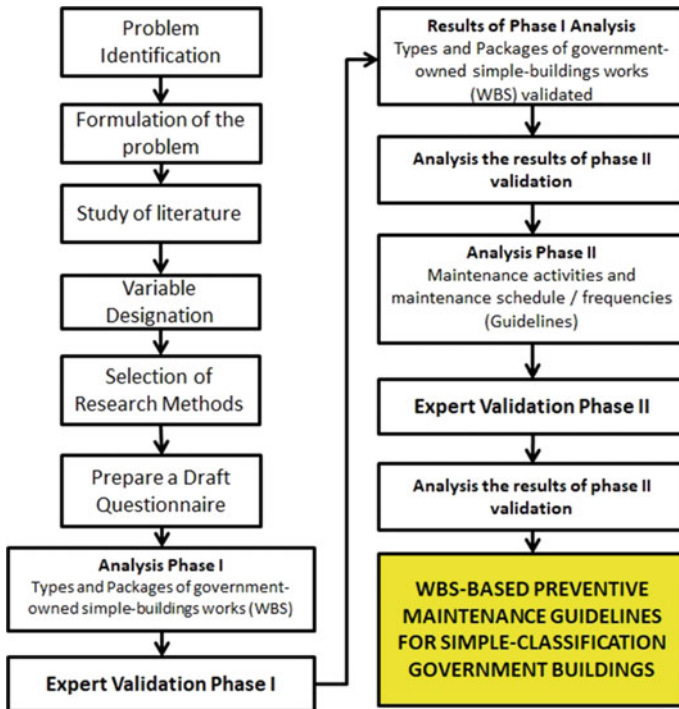 Problem
Identification
Formulation of the
problem
Study of literature
Variable
Designation
Selection of
Research Methods
Prepare a Draft
Questionnaire
Analysis Phase I
Types and Packages of government-
owned simple-buildings works (WBS)
Expert Validation Phase I
Results of Phase I Analysis
Types and Packages of government-
owned simple-buildings works
(WBS) validated
Analysis the results of phase II
validation
Analysis Phase II
Maintenance activities and
maintenance schedule / frequencies
(Guidelines)
Expert Validation Phase II
Analysis the results of phase II
validation
WBS-BASED PREVENTIVE
MAINTENANCE GUIDELINES
FOR SIMPLE-CLASSIFICATION
GOVERNMENT BUILDINGS